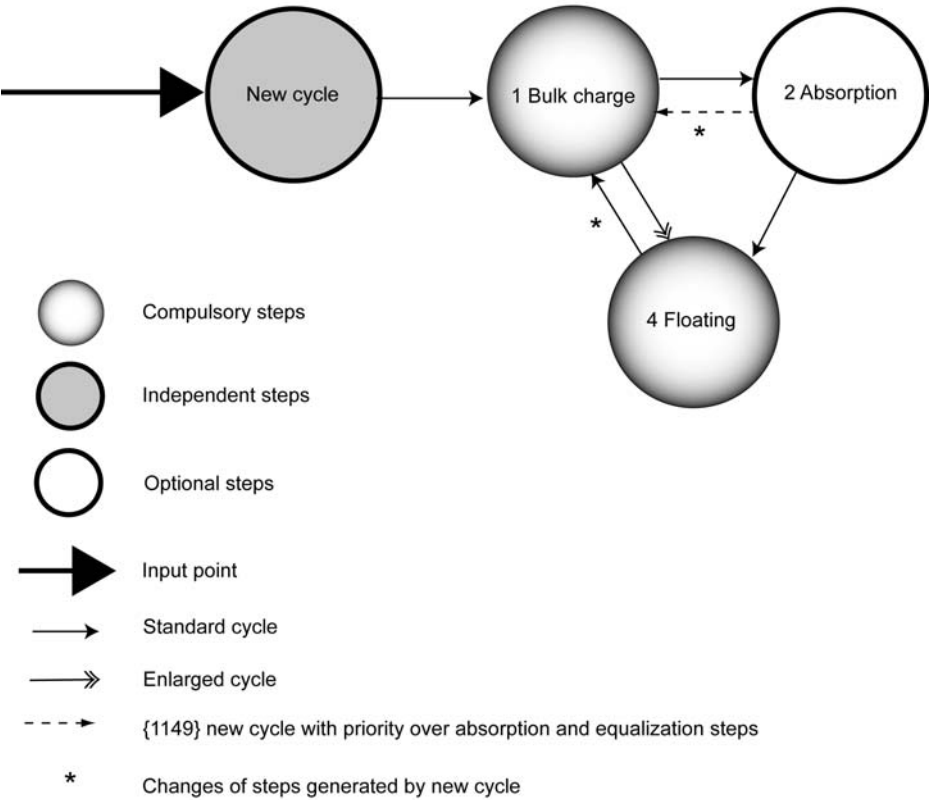 New cycle
1 Bulk charge
2 Absorption
*
*
4 Floating
Compulsory steps
Independent steps
Optional steps
Input point
Standard cycle
Enlarged cycle
{1149} new cycle with priority over absorption and equalization steps
* Changes of steps generated by new cycle